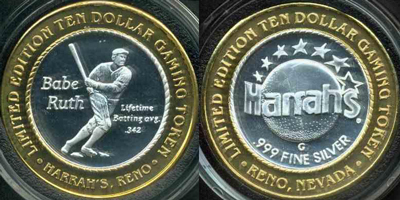 LIMITED EDITION TEN DOLLAR GAMING TOKEN
Babe
Ruth
Lifetime
Batting avg.
.342
• HARRAH'S, RENO •
LIMITED EDITION TEN DOLLAR GAMING TOKEN
Harrah's
G
.999 FINE SILVER
• RENO, NEVADA •